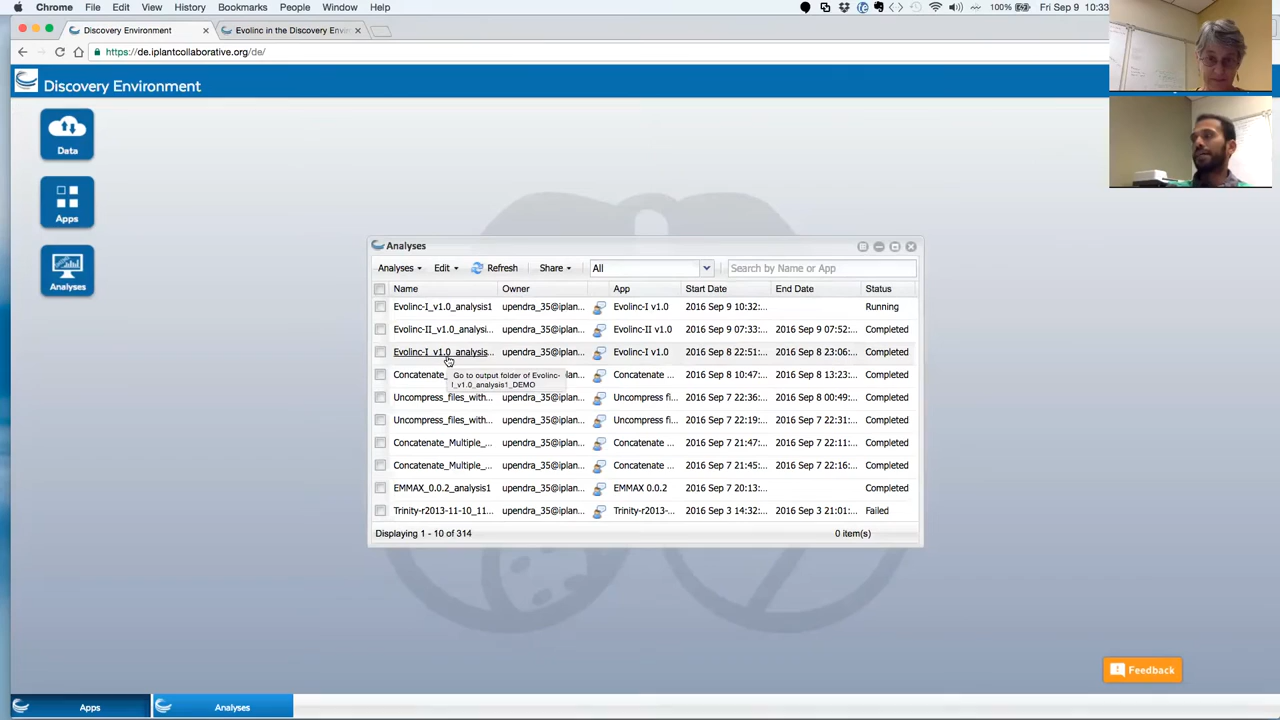 Chrome File Edit View History Bookmarks People Window Help 100% Fri Sep 9 10:33
Discovery Environment × Evolinc in the Discovery Envi ×
https://de.iplantcollaborative.org/de/
Discovery Environment
Data
Apps
Analyses
Analyses
Analyses Edit Refresh Share All Search by Name or App
Name Owner App Start Date End Date Status
Evolinc-I_v1.0_analysis1 upendra_35@iplan... Evolinc-I v1.0 2016 Sep 9 10:32:... Running
Evolinc-II_v1.0_analysi... upendra_35@iplan... Evolinc-II v1.0 2016 Sep 9 07:33:... 2016 Sep 9 07:52:... Completed
Evolinc-I_v1.0_analysis... upendra_35@iplan... Evolinc-I v1.0 2016 Sep 8 22:51:... 2016 Sep 8 23:06:... Completed
Concatenate_ upendra_35@iplan... Concatenate ... 2016 Sep 8 10:47:... 2016 Sep 8 13:23:... Completed
Go to output folder of Evolinc-
I_v1.0_analysis1_DEMO
Uncompress_files_with... upendra_35@iplan... Uncompress fi... 2016 Sep 7 22:36:... 2016 Sep 8 00:49:... Completed
Uncompress_files_with... upendra_35@iplan... Uncompress fi... 2016 Sep 7 22:19:... 2016 Sep 7 22:31:... Completed
Concatenate_Multiple_... upendra_35@iplan... Concatenate ... 2016 Sep 7 21:47:... 2016 Sep 7 22:11:... Completed
Concatenate_Multiple_... upendra_35@iplan... Concatenate ... 2016 Sep 7 21:45:... 2016 Sep 7 22:16:... Completed
EMMAX_0.0.2_analysis1 upendra_35@iplan... EMMAX 0.0.2 2016 Sep 7 20:13:... Completed
Trinity-r2013-11-10_11... upendra_35@iplan... Trinity-r2013-... 2016 Sep 3 14:32:... 2016 Sep 3 21:01:... Failed
Displaying 1 - 10 of 314 0 item(s)
Feedback
Apps Analyses